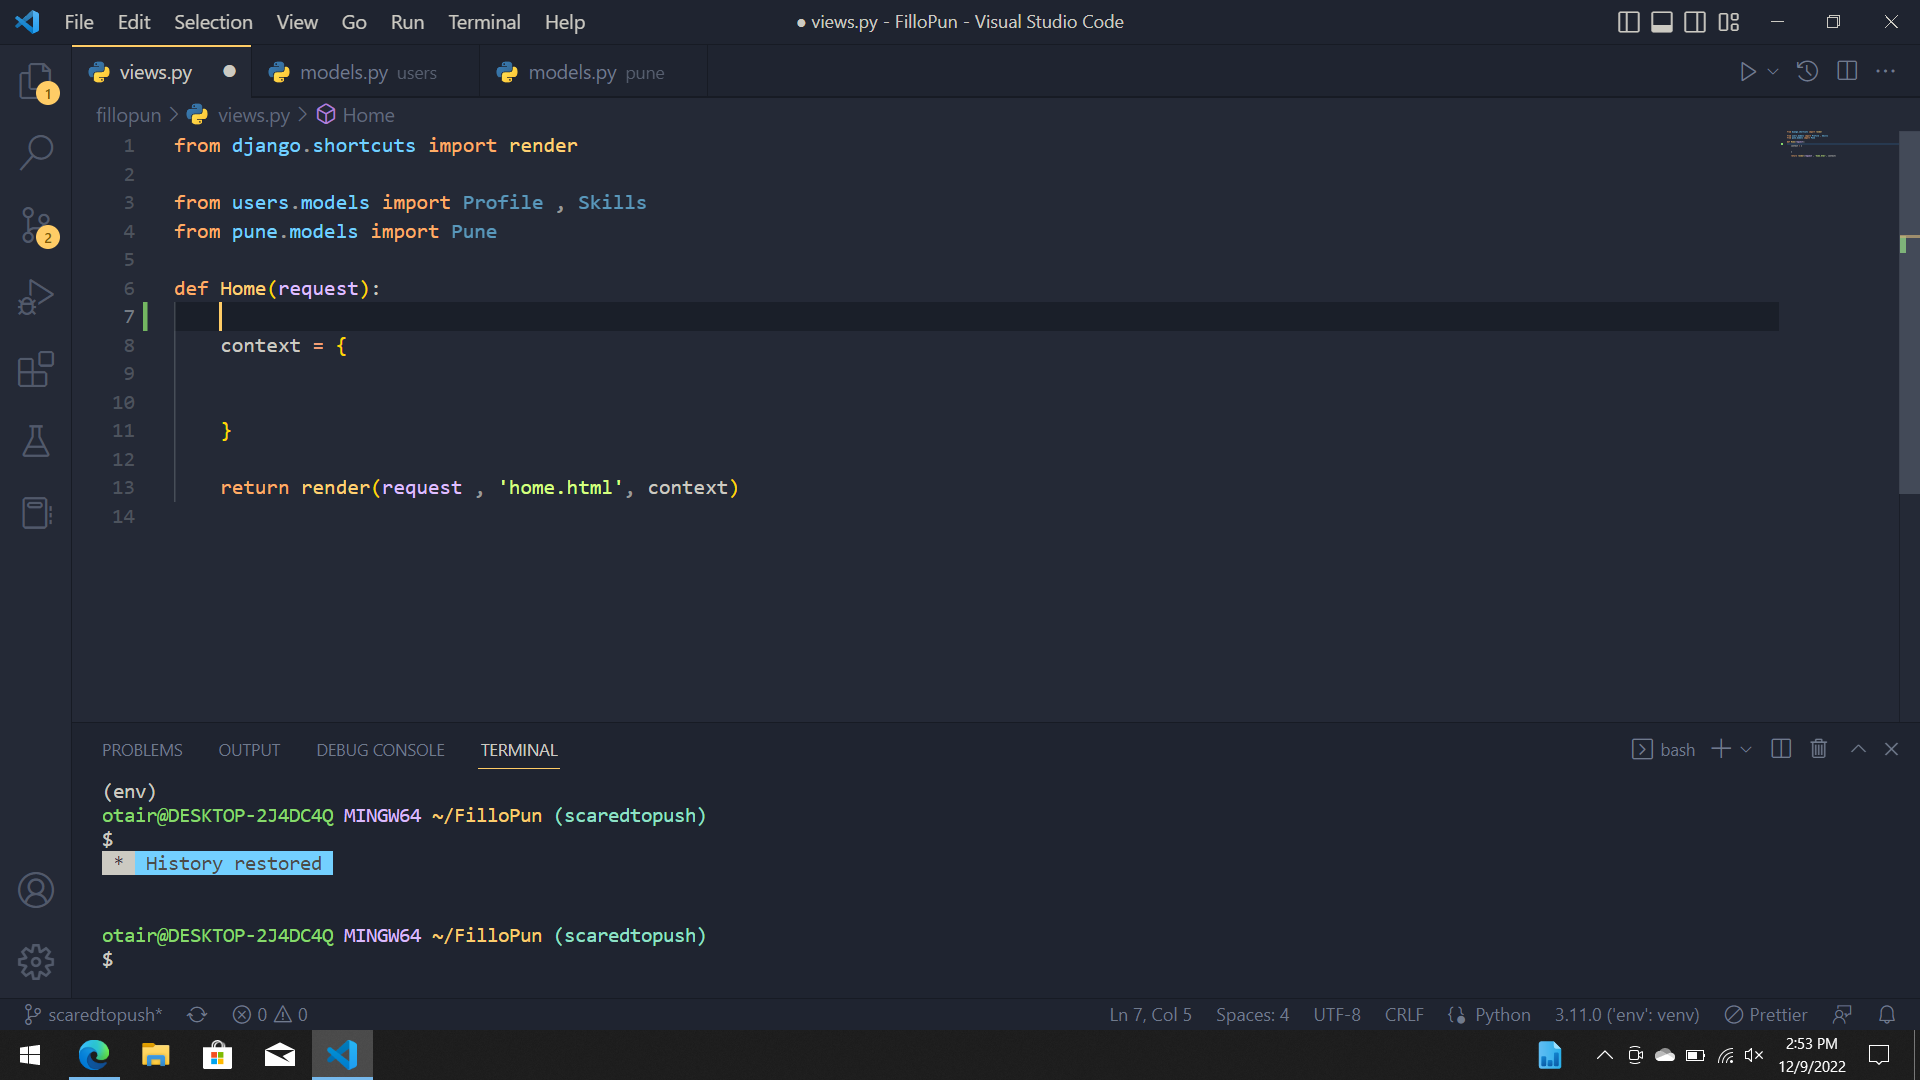 File Edit Selection View Go Run Terminal Help
● views.py - FilloPun - Visual Studio Code
views.py ●
models.py users
models.py pune
1
fillopun > views.py > Home
1 from django.shortcuts import render
2
3 from users.models import Profile , Skills
4 from pune.models import Pune
5
6 def Home(request):
7
8 context = {
9
10
11 }
12
13 return render(request , 'home.html', context)
14
2
PROBLEMS OUTPUT DEBUG CONSOLE TERMINAL
bash
(env)
otair@DESKTOP-2J4DC4Q MINGW64 ~/FilloPun (scaredtopush)
$
* History restored
otair@DESKTOP-2J4DC4Q MINGW64 ~/FilloPun (scaredtopush)
$
scaredtopush* 0 0 Ln 7, Col 5 Spaces: 4 UTF-8 CRLF Python 3.11.0 ('env': venv) Prettier
2:53 PM
12/9/2022